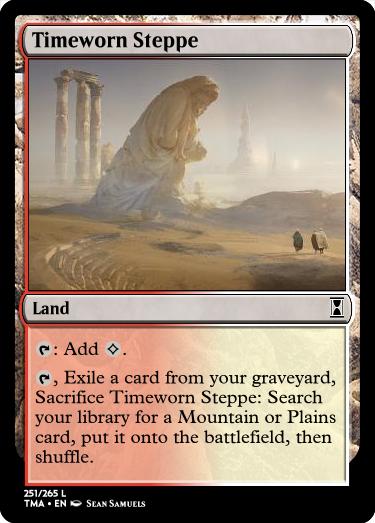 Timeworn Steppe
Land
: Add .
, Exile a card from your graveyard,
Sacrifice Timeworn Steppe: Search
your library for a Mountain or Plains
card, put it onto the battlefield, then
shuffle.
251/265 L
TMA • EN Sean Samuels